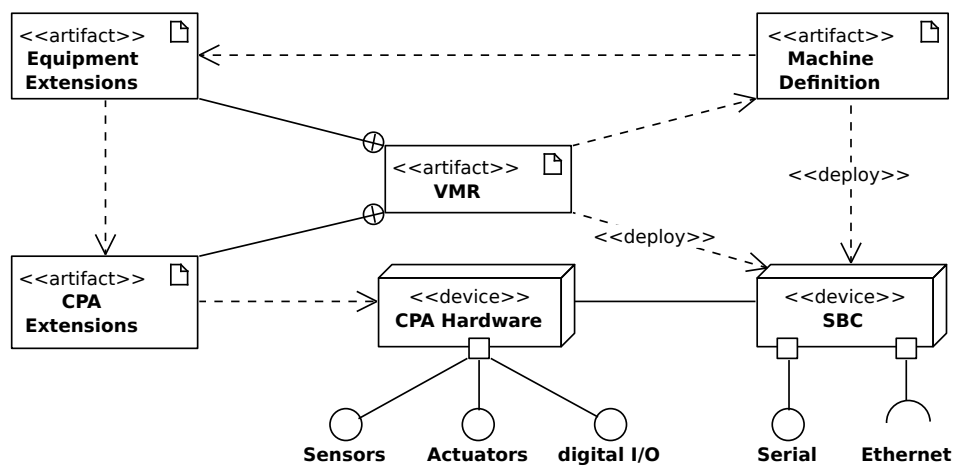 <<artifact>>
Equipment
Extensions
<<artifact>>
Machine
Definition
<<artifact>>
VMR
<<deploy>>
<<deploy>>
<<artifact>>
CPA
Extensions
<<device>>
CPA Hardware
<<device>>
SBC
Sensors
Actuators
digital I/O
Serial
Ethernet